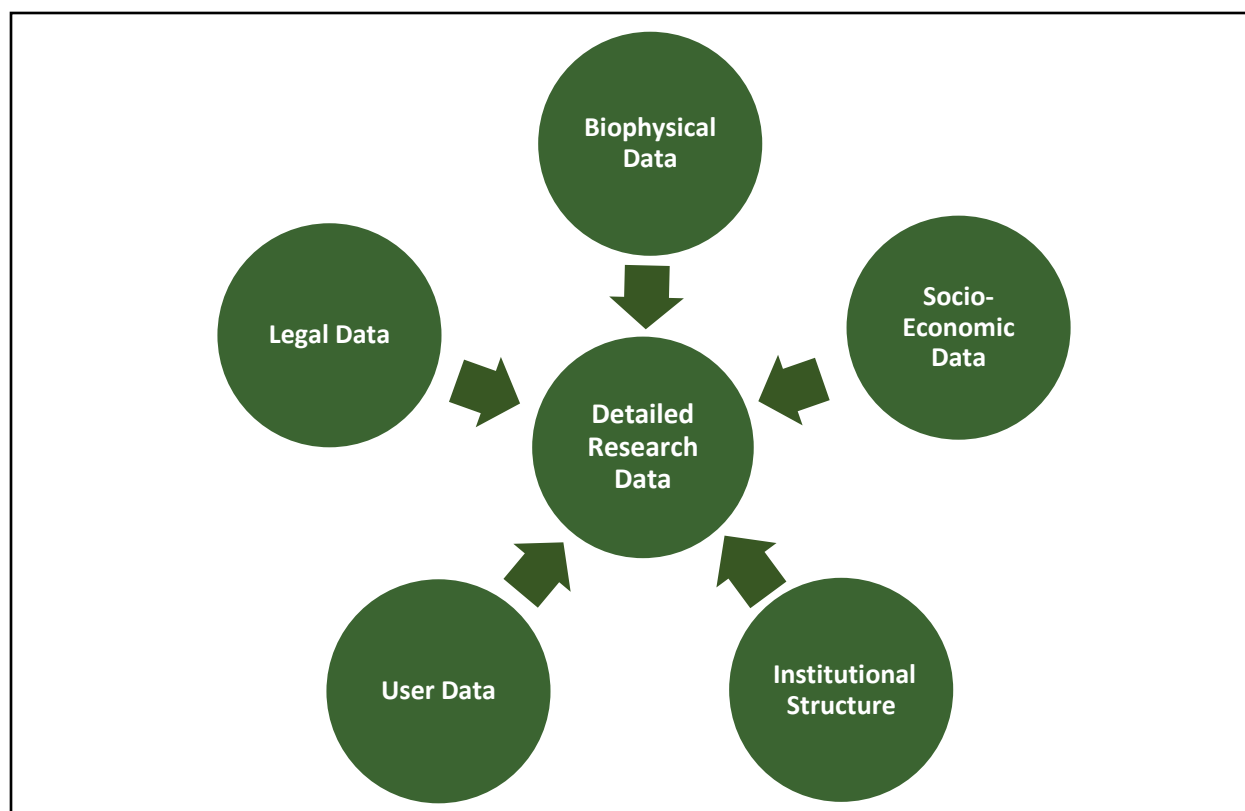 Biophysical
Data
Legal Data
Socio-
Economic
Data
Detailed
Research
Data
User Data
Institutional
Structure